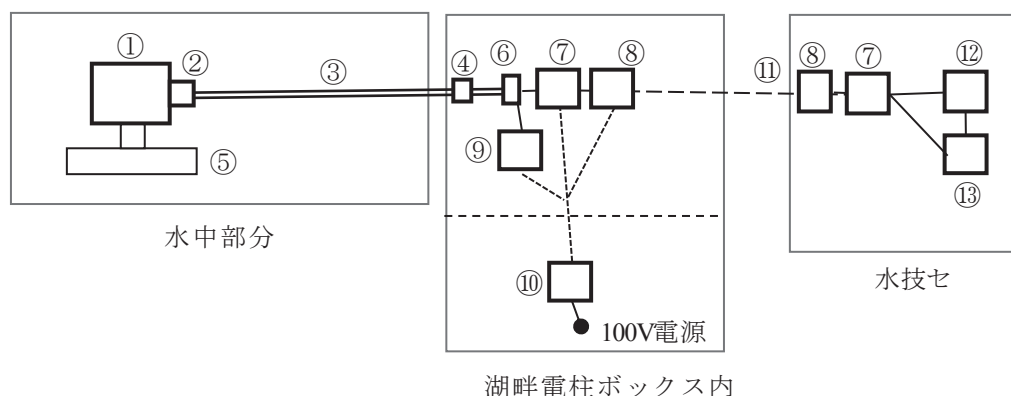 ① ② ③ ④ ⑥ ⑦ ⑧ ⑪ ⑧ ⑦ ⑫
⑤ ⑨ ⑬
水中部分
⑩
水技セ
100V電源
湖畔電柱ボックス内